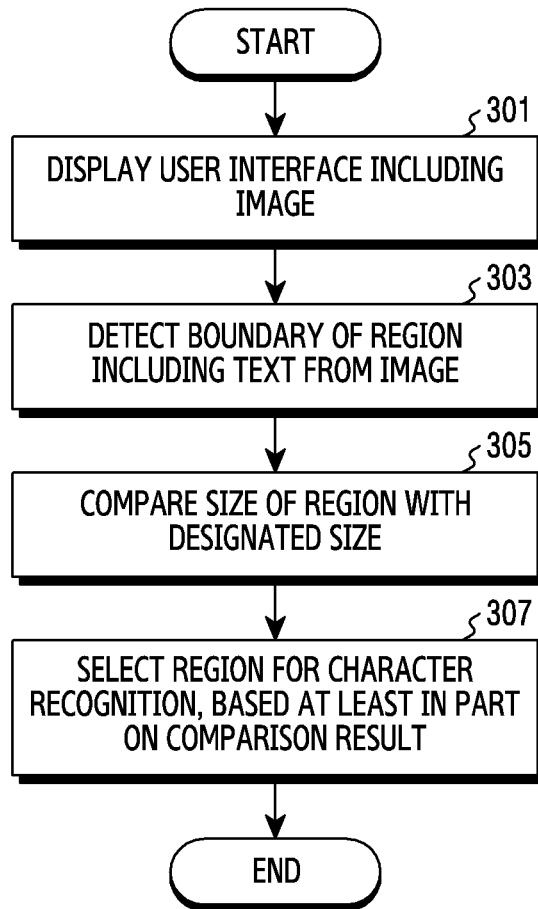 START
301
DISPLAY USER INTERFACE INCLUDING
IMAGE
303
DETECT BOUNDARY OF REGION
INCLUDING TEXT FROM IMAGE
305
COMPARE SIZE OF REGION WITH
DESIGNATED SIZE
307
SELECT REGION FOR CHARACTER
RECOGNITION, BASED AT LEAST IN PART
ON COMPARISON RESULT
END